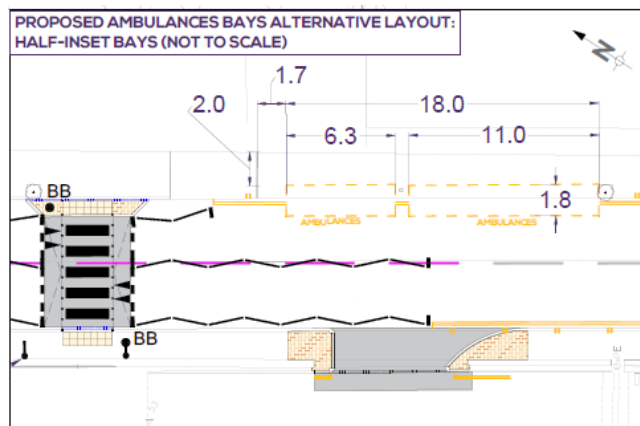 PROPOSED AMBULANCES BAYS ALTERNATIVE LAYOUT:
HALF-INSET BAYS (NOT TO SCALE)
N
1.7
2.0
18.0
6.3
11.0
BB
1.8
AMBULANCES
AMBULANCES
BB